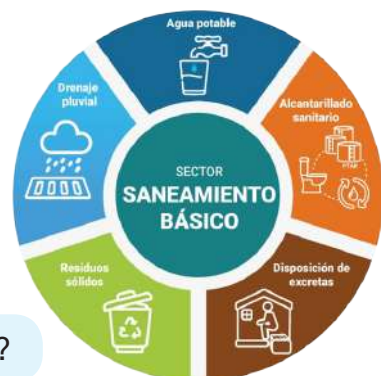 Agua potable
Drenaje
pluvial
Alcantarillado
sanitario
SECTOR
SANEAMIENTO
BÁSICO
Residuos
sólidos
Disposición de
excretas
?